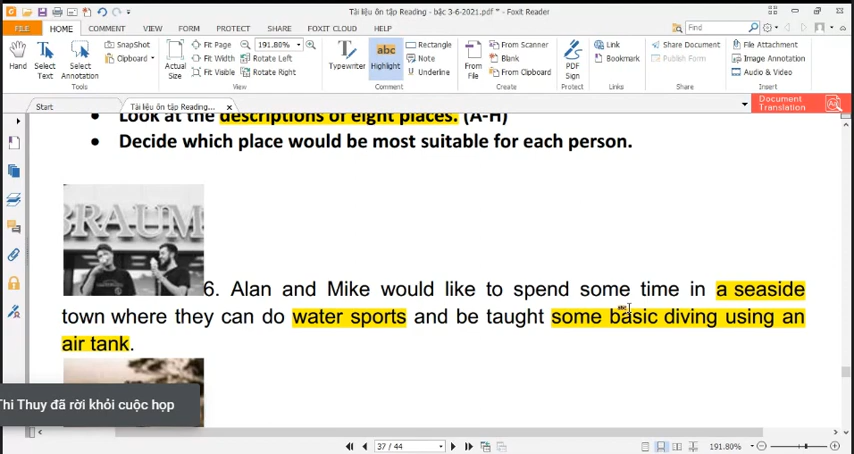 Tài liệu ôn tập Reading - bậc 3-6-2021.pdf * - Foxit Reader
FILE HOME COMMENT VIEW FORM PROTECT SHARE FOXIT CLOUD HELP Find
Hand
Select Text
Select Annotation
SnapShot
Clipboard
Tools
Actual Size
Fit Page
Fit Width
Fit Visible
191.80%
Rotate Left
Rotate Right
View
Typewriter
abc
Highlight
Rectangle
Note
Underline
Comment
From File
From Scanner
Blank
From Clipboard
Create
PDF Sign
Protect
Link
Bookmark
Links
Share Document
Publish Form
Share
File Attachment
Image Annotation
Audio & Video
Insert
Start
Tài liệu ôn tập Reading...
Document Translation
Look at the descriptions of eight places. (A-H)
• Decide which place would be most suitable for each person.
BRAUM
6. Alan and Mike would like to spend some time in a seaside
town where they can do water sports and be taught some basic diving using an
air tank.
Thi Thuy đã rời khỏi cuộc họp
37 / 44
191.80%